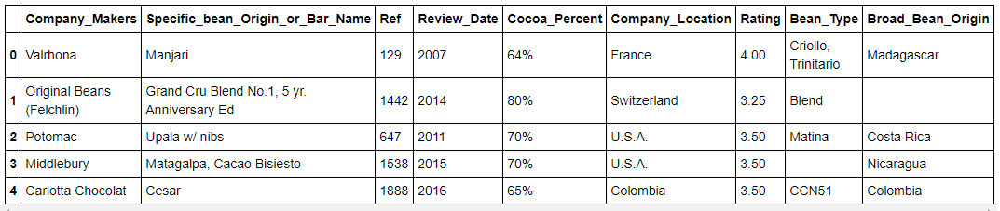 Company_Makers Specific_bean_Origin_or_Bar_Name Ref Review_Date Cocoa_Percent Company_Location Rating Bean_Type Broad_Bean_Origin
0 Valrhona Manjari 129 2007 64% France 4.00 Criollo, Trinitario Madagascar
1 Original Beans (Felchlin) Grand Cru Blend No.1, 5 yr. Anniversary Ed 1442 2014 80% Switzerland 3.25 Blend
2 Potomac Upala w/ nibs 647 2011 70% U.S.A. 3.50 Matina Costa Rica
3 Middlebury Matagalpa, Cacao Bisiesto 1538 2015 70% U.S.A. 3.50 Nicaragua
4 Carlotta Chocolat Cesar 1888 2016 65% Colombia 3.50 CCN51 Colombia